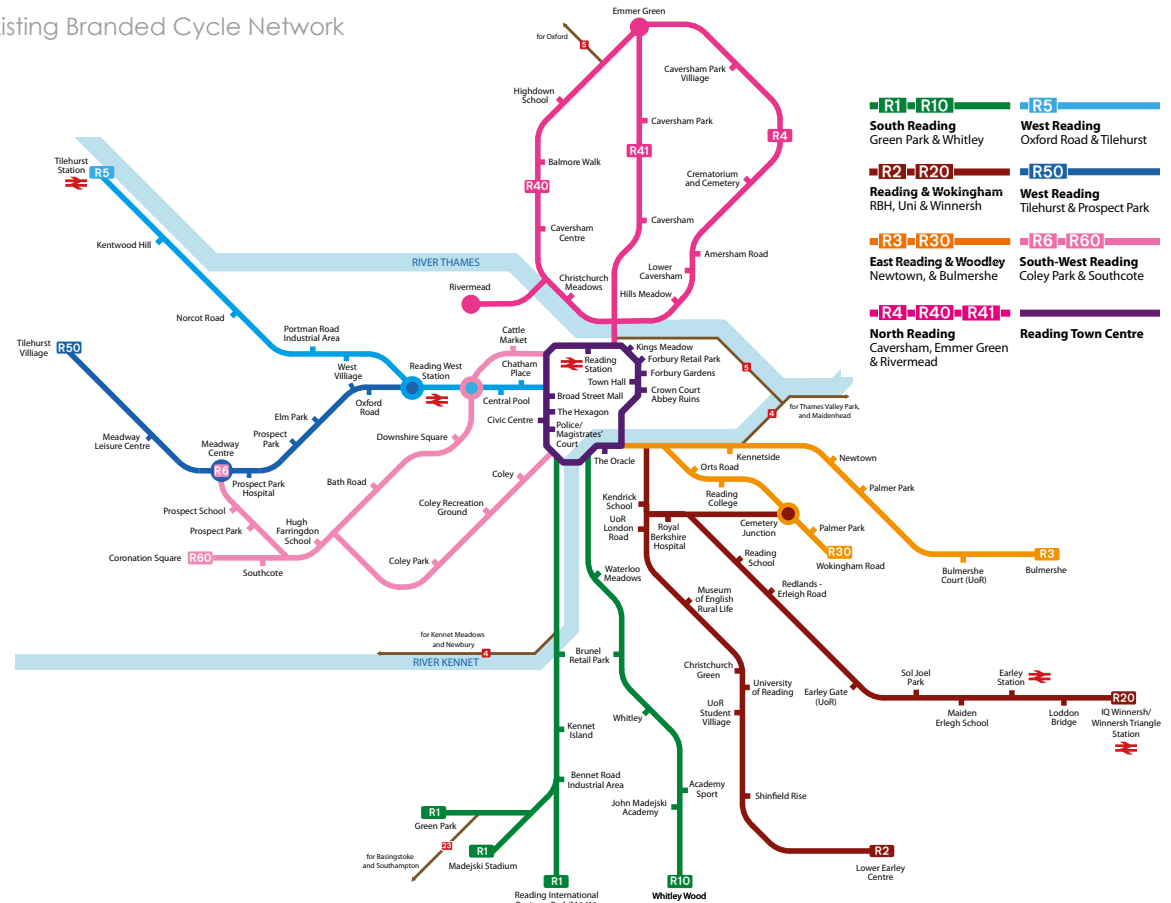 isting Branded Cycle Network
Emmer Green
for Oxford
5
Caversham Park
Village
Highdown
School
Caversham Park
R4
R41
Balmore Walk
Crematorium
and Cemetery
R40
Caversham
Caversham
Centre
Amersham Road
Lower
Caversham
Christchurch
Meadows
Hills Meadow
Rivermead
RIVER THAMES
Tilehurst
Station
R5
Kentwood Hill
Norcot Road
Portman Road
Industrial Area
Cattle
Market
Tilehurst
Villiage
R50
West
Villiage
Reading West
Station
Chatham
Place
Oxford
Road
Central Pool
Elm Park
Prospect
Park
Meadway
Leisure Centre
Meadway
Centre
R6
Prospect Park
Hospital
Downshire Square
Civic Centre
Kings Meadow
Reading
Station
Forbury Retail Park
Town Hall
Forbury Gardens
Broad Street Mall
Crown Court
Abbey Ruins
The Hexagon
Police/
Magistrates'
Court
The Oracle
5
4
for Thames Valley Park,
and Maidenhead
Bath Road
Coley
Prospect School
Prospect Park
Hugh
Farringdon
School
Coley Recreation
Ground
Coronation Square
R60
Southcote
Coley Park
Kennetside
Newtown
Orts Road
Reading
College
Palmer Park
Kendrick
School
UoR
London
Road
Royal
Berkshire
Hospital
Cemetery
Junction
Palmer Park
R30
Wokingham Road
Bulmershe
Court (UoR)
R3
Bulmershe
Waterloo
Meadows
Reading
School
Redlands -
Erleigh Road
Museum
of English
Rural Life
for Kennet Meadows
and Newbury
4
RIVER KENNET
Brunel
Retail Park
Christchurch
Green
University
of Reading
UoR
Student
Villiage
Earley Gate
(UoR)
Sol Joel
Park
Earley
Station
Maiden
Erlegh School
Loddon
Bridge
R20
IQ Winnersh/
Winnersh Triangle
Station
Whitley
Kennet
Island
Bennet Road
Industrial Area
Academy
Sport
John Madejski
Academy
Shinfield Rise
R1
Green Park
23
for Basingstoke
and Southampton
R1
Madejski Stadium
R1
Reading International
R10
Whitley Wood
R2
Lower Earley
Centre
R1 R10
South Reading
Green Park & Whitley
R5
West Reading
Oxford Road & Tilehurst
R2 R20
Reading & Wokingham
RBH, Uni & Winnersh
R50
West Reading
Tilehurst & Prospect Park
R3 R30
East Reading & Woodley
Newtown, & Bulmershe
R6 R60
South-West Reading
Coley Park & Southcote
R4 R40 R41
North Reading
Caversham, Emmer Green
& Rivermead
Reading Town Centre